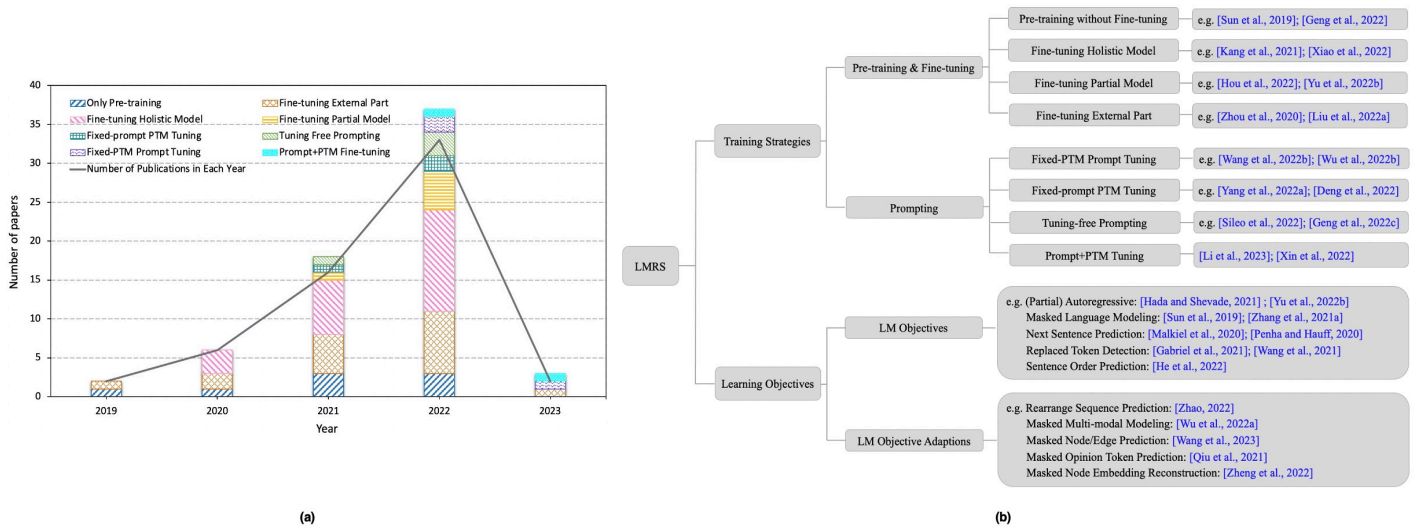 40
35
30
25
20
15
10
5
0
Number of papers
Only Pre-training
Fine-tuning External Part
Fine-tuning Holistic Model
Fine-tuning Partial Model
Fixed-prompt PTM Tuning
Tuning Free Prompting
Fixed-PTM Prompt Tuning
Prompt+PTM Fine-tuning
Number of Publications in Each Year
2019 2020 2021 2022 2023
Year
(a)
LMRS
Training Strategies
Pre-training & Fine-tuning
Pre-training without Fine-tuning
e.g. [Sun et al., 2019]; [Geng et al., 2022]
Fine-tuning Holistic Model
e.g. [Kang et al., 2021]; [Xiao et al., 2022]
Fine-tuning Partial Model
e.g. [Hou et al., 2022]; [Yu et al., 2022b]
Fine-tuning External Part
e.g. [Zhou et al., 2020]; [Liu et al., 2022a]
Prompting
Fixed-PTM Prompt Tuning
e.g. [Wang et al., 2022b]; [Wu et al., 2022b]
Fixed-prompt PTM Tuning
e.g. [Yang et al., 2022a]; [Deng et al., 2022]
Tuning-free Prompting
e.g. [Sileo et al., 2022]; [Geng et al., 2022c]
Prompt+PTM Tuning
[Li et al., 2023]; [Xin et al., 2022]
Learning Objectives
LM Objectives
e.g. (Partial) Autoregressive: [Hada and Shevade, 2021] ; [Yu et al., 2022b]
Masked Language Modeling: [Sun et al., 2019]; [Zhang et al., 2021a]
Next Sentence Prediction: [Malkiel et al., 2020]; [Penha and Hauff, 2020]
Replaced Token Detection: [Gabriel et al., 2021]; [Wang et al., 2021]
Sentence Order Prediction: [He et al., 2022]
LM Objective Adaptions
e.g. Rearrange Sequence Prediction: [Zhao, 2022]
Masked Multi-modal Modeling: [Wu et al., 2022a]
Masked Node/Edge Prediction: [Wang et al., 2023]
Masked Opinion Token Prediction: [Qiu et al., 2021]
Masked Node Embedding Reconstruction: [Zheng et al., 2022]
(b)